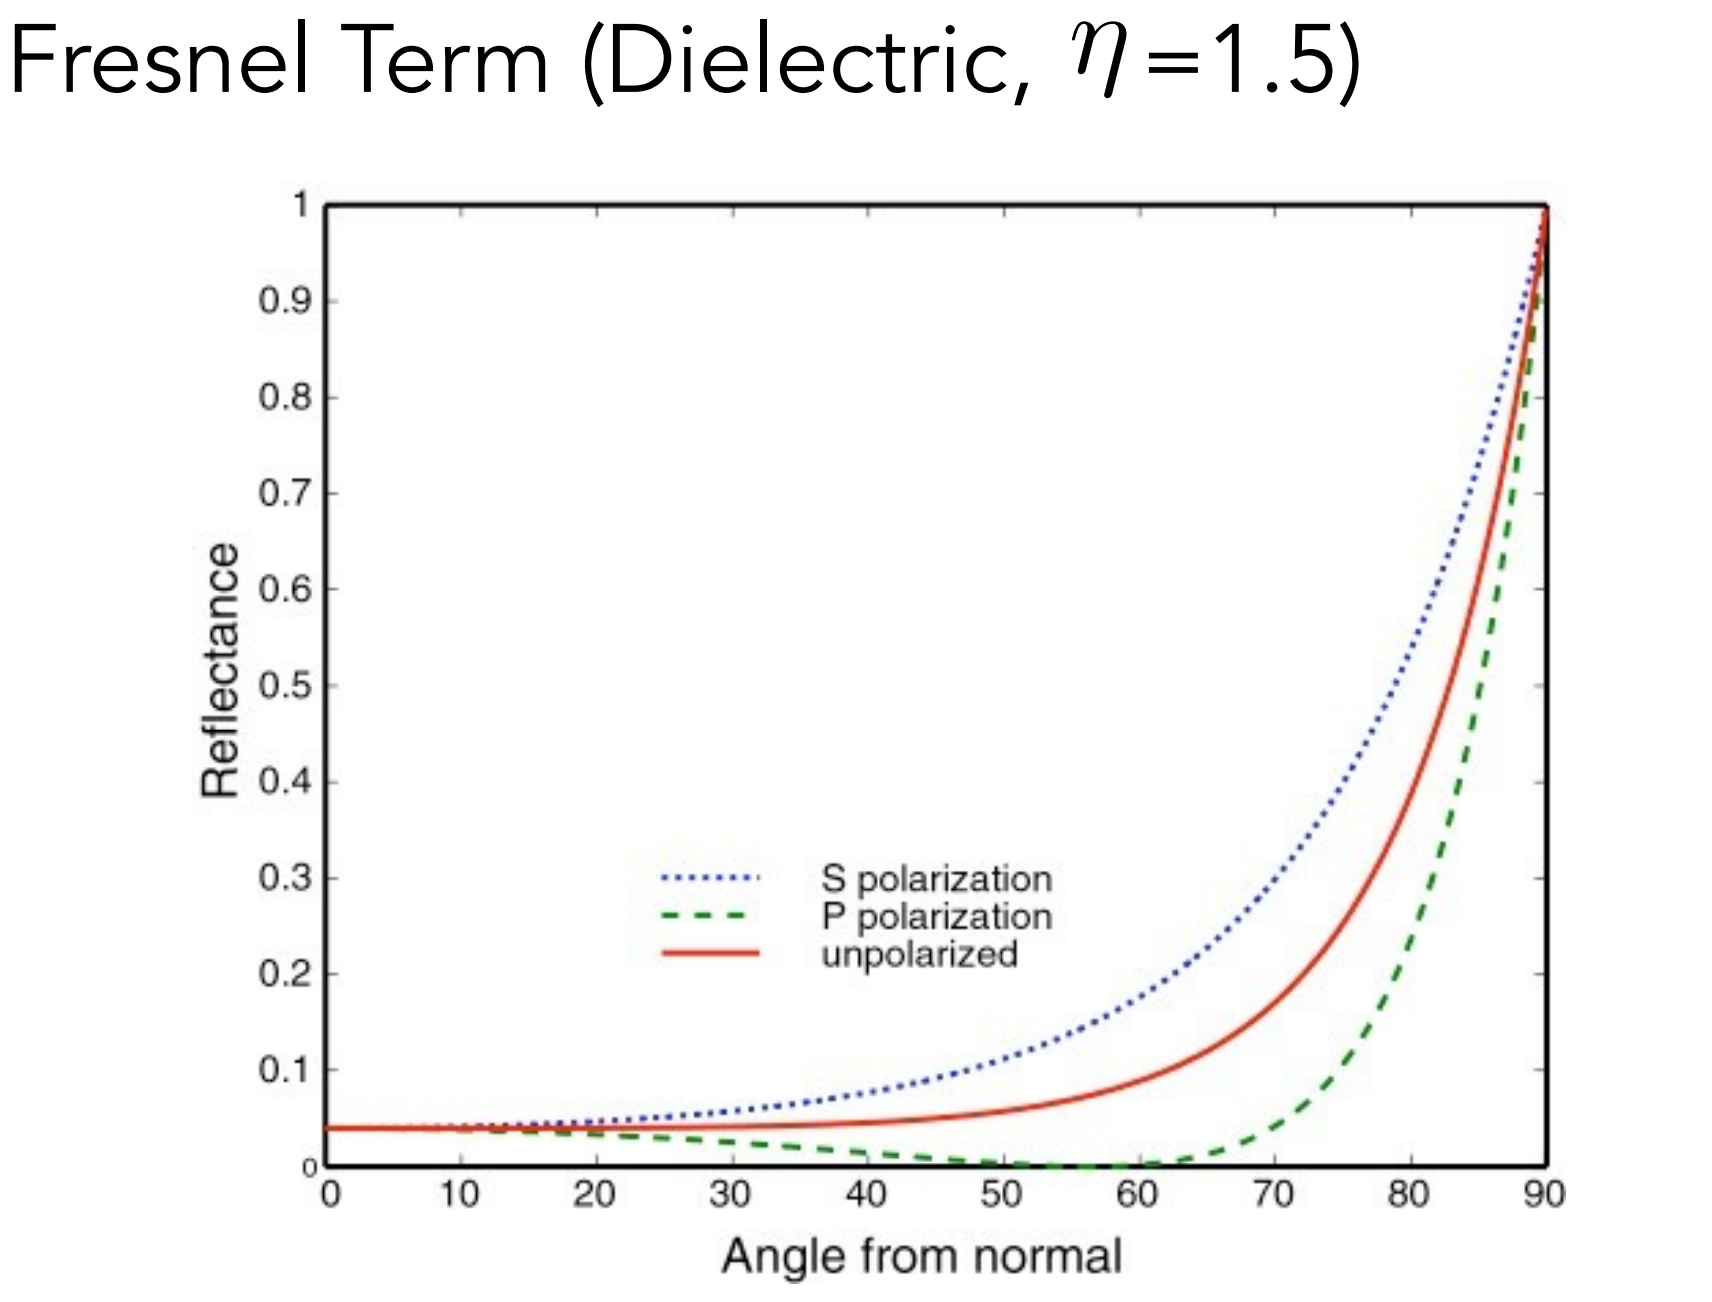 Fresnel Term (Dielectric, η=1.5)
1
0.9
0.8
0.7
0.6
0.5
0.4
0.3
0.2
0.1
0
Reflectance
S polarization
P polarization
unpolarized
0 10 20 30 40 50 60 70 80 90
Angle from normal